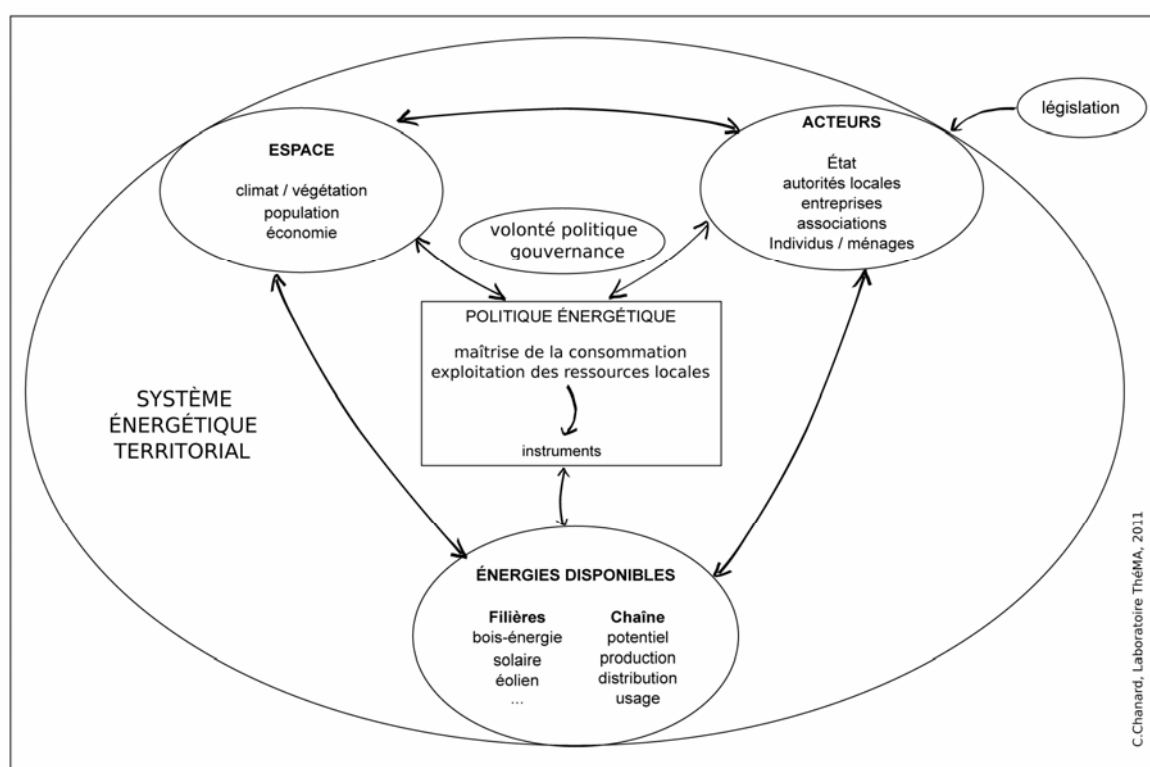 ESPACE
climat / végétation
population
économie
ACTEURS
État
autorités locales
entreprises
associations
Individus / ménages
législation
volonté politique
gouvernance
POLITIQUE ÉNERGÉTIQUE
maîtrise de la consommation
exploitation des ressources locales
instruments
SYSTÈME
ÉNERGÉTIQUE
TERRITORIAL
ÉNERGIES DISPONIBLES
Filières
bois-énergie
solaire
éolien
...
Chaîne
potentiel
production
distribution
usage
C.Chanard, Laboratoire ThéMA, 2011